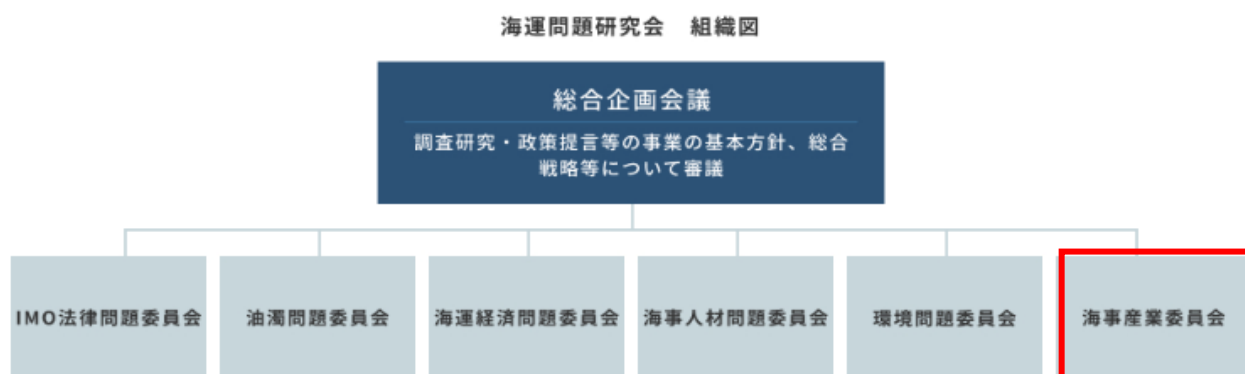 海運問題研究会　組織図
総合企画会議
調査研究・政策提言等の事業の基本方針、総合
戦略等について審議
IMO法律問題委員会
油濁問題委員会
海運経済問題委員会
海事人材問題委員会
環境問題委員会
海事産業委員会